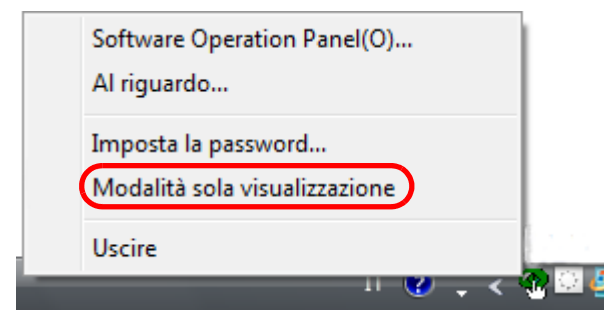 Software Operation Panel(O)...
Al riguardo...
Imposta la password...
Modalità sola visualizzazione
Uscire